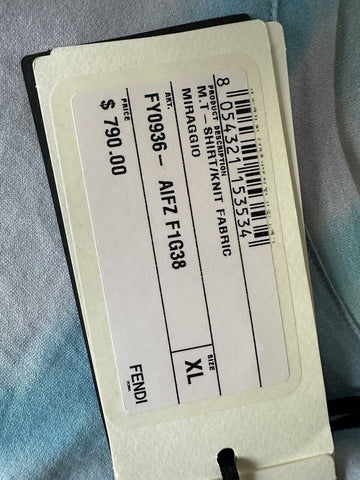 8 054321 153534
PRODUCT DESCRIPTION
M.T - SHIRT/KNIT FABRIC
MIRAGGIO
ART.
FY0936 - AIFZ F1G38
SIZE
XL
PRICE
$ 790.00
FENDI
ROMA